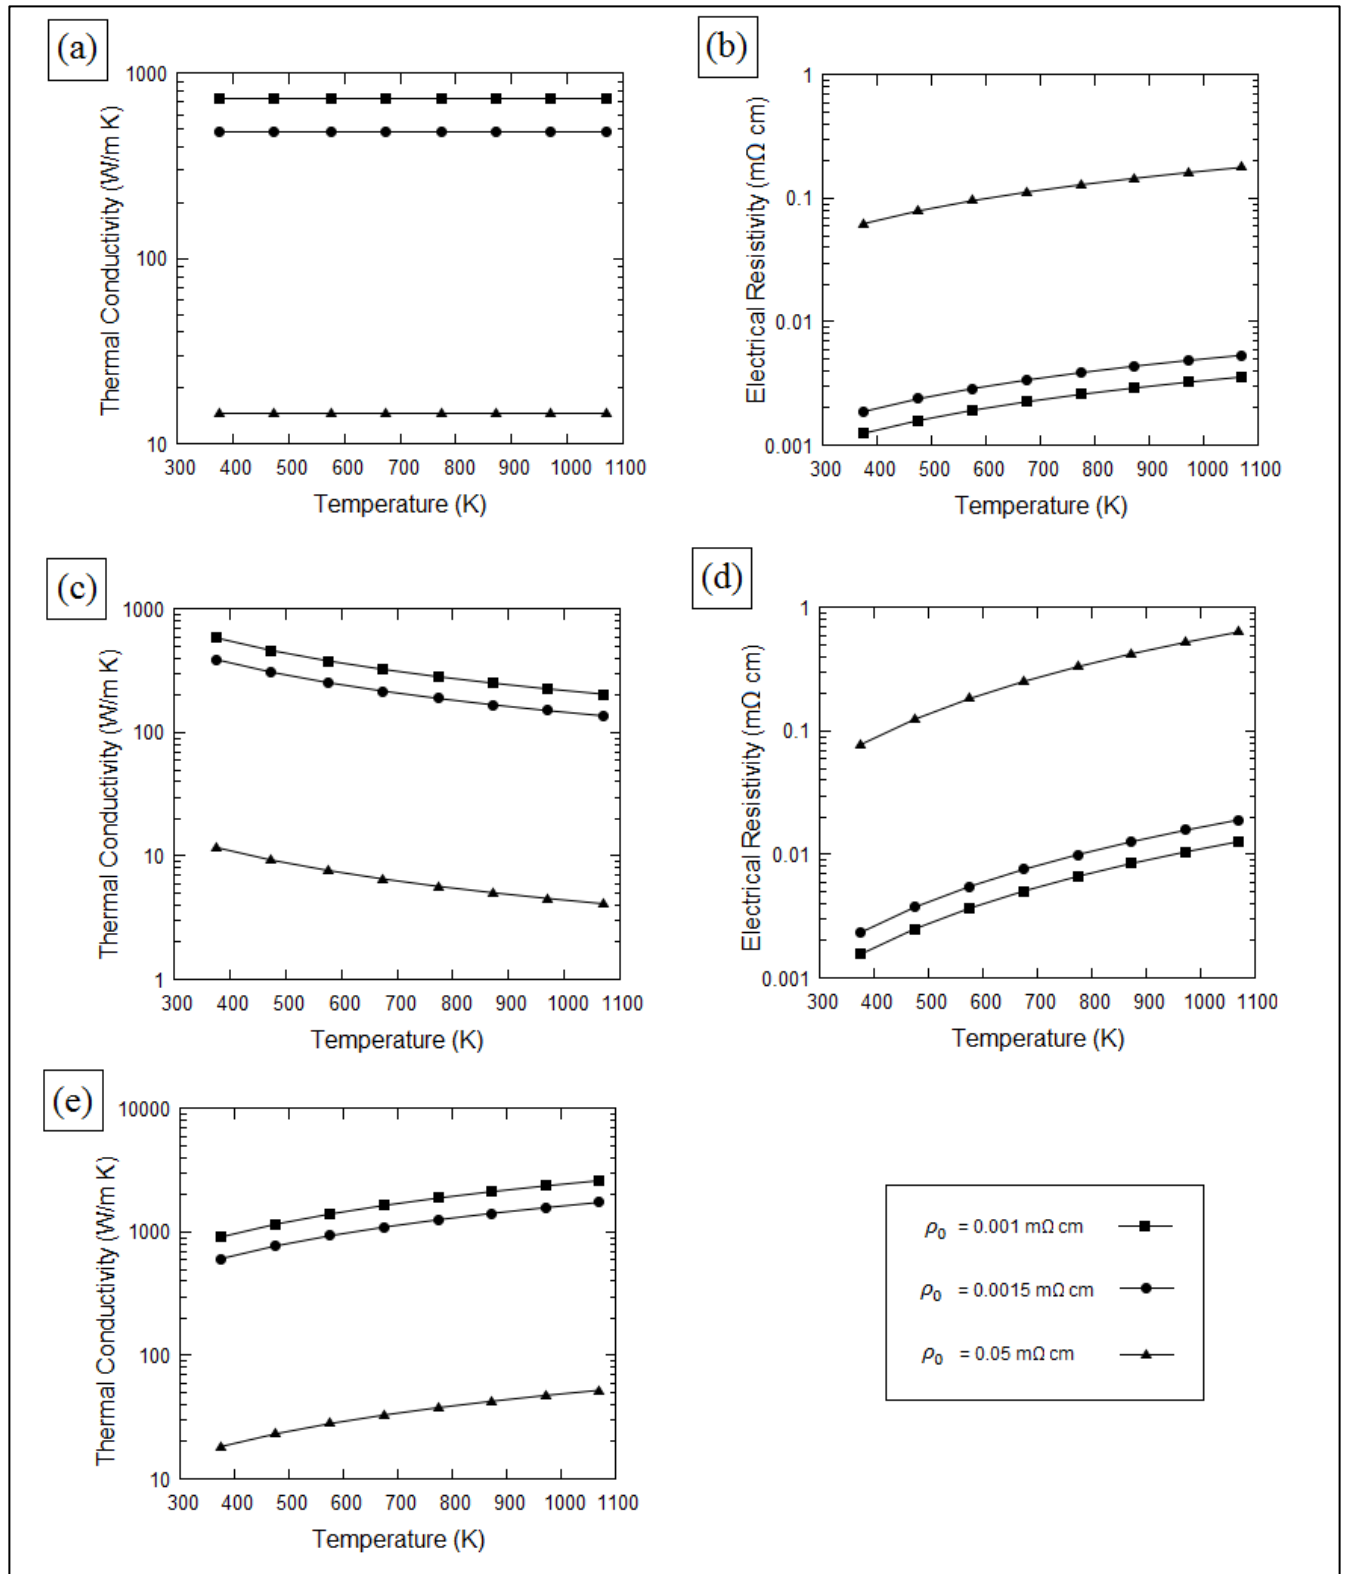 (a)
Thermal Conductivity (W/m K)
1000
100
10
300 400 500 600 700 800 900 1000 1100
Temperature (K)
(b)
Electrical Resistivity (mΩ cm)
1
0.1
0.01
0.001
300 400 500 600 700 800 900 1000 1100
Temperature (K)
(c)
Thermal Conductivity (W/m K)
1000
100
10
1
300 400 500 600 700 800 900 1000 1100
Temperature (K)
(d)
Electrical Resistivity (mΩ cm)
1
0.1
0.01
0.001
300 400 500 600 700 800 900 1000 1100
Temperature (K)
(e)
Thermal Conductivity (W/m K)
10000
1000
100
10
300 400 500 600 700 800 900 1000 1100
Temperature (K)
ρ₀ = 0.001 mΩ cm
ρ₀ = 0.0015 mΩ cm
ρ₀ = 0.05 mΩ cm